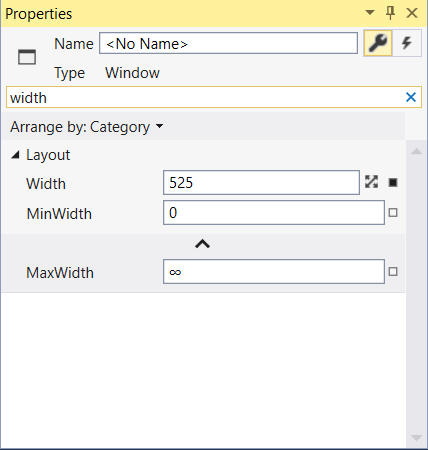 Properties
Name <No Name>
Type Window
width
Arrange by: Category
Layout
Width 525
MinWidth 0
MaxWidth ∞